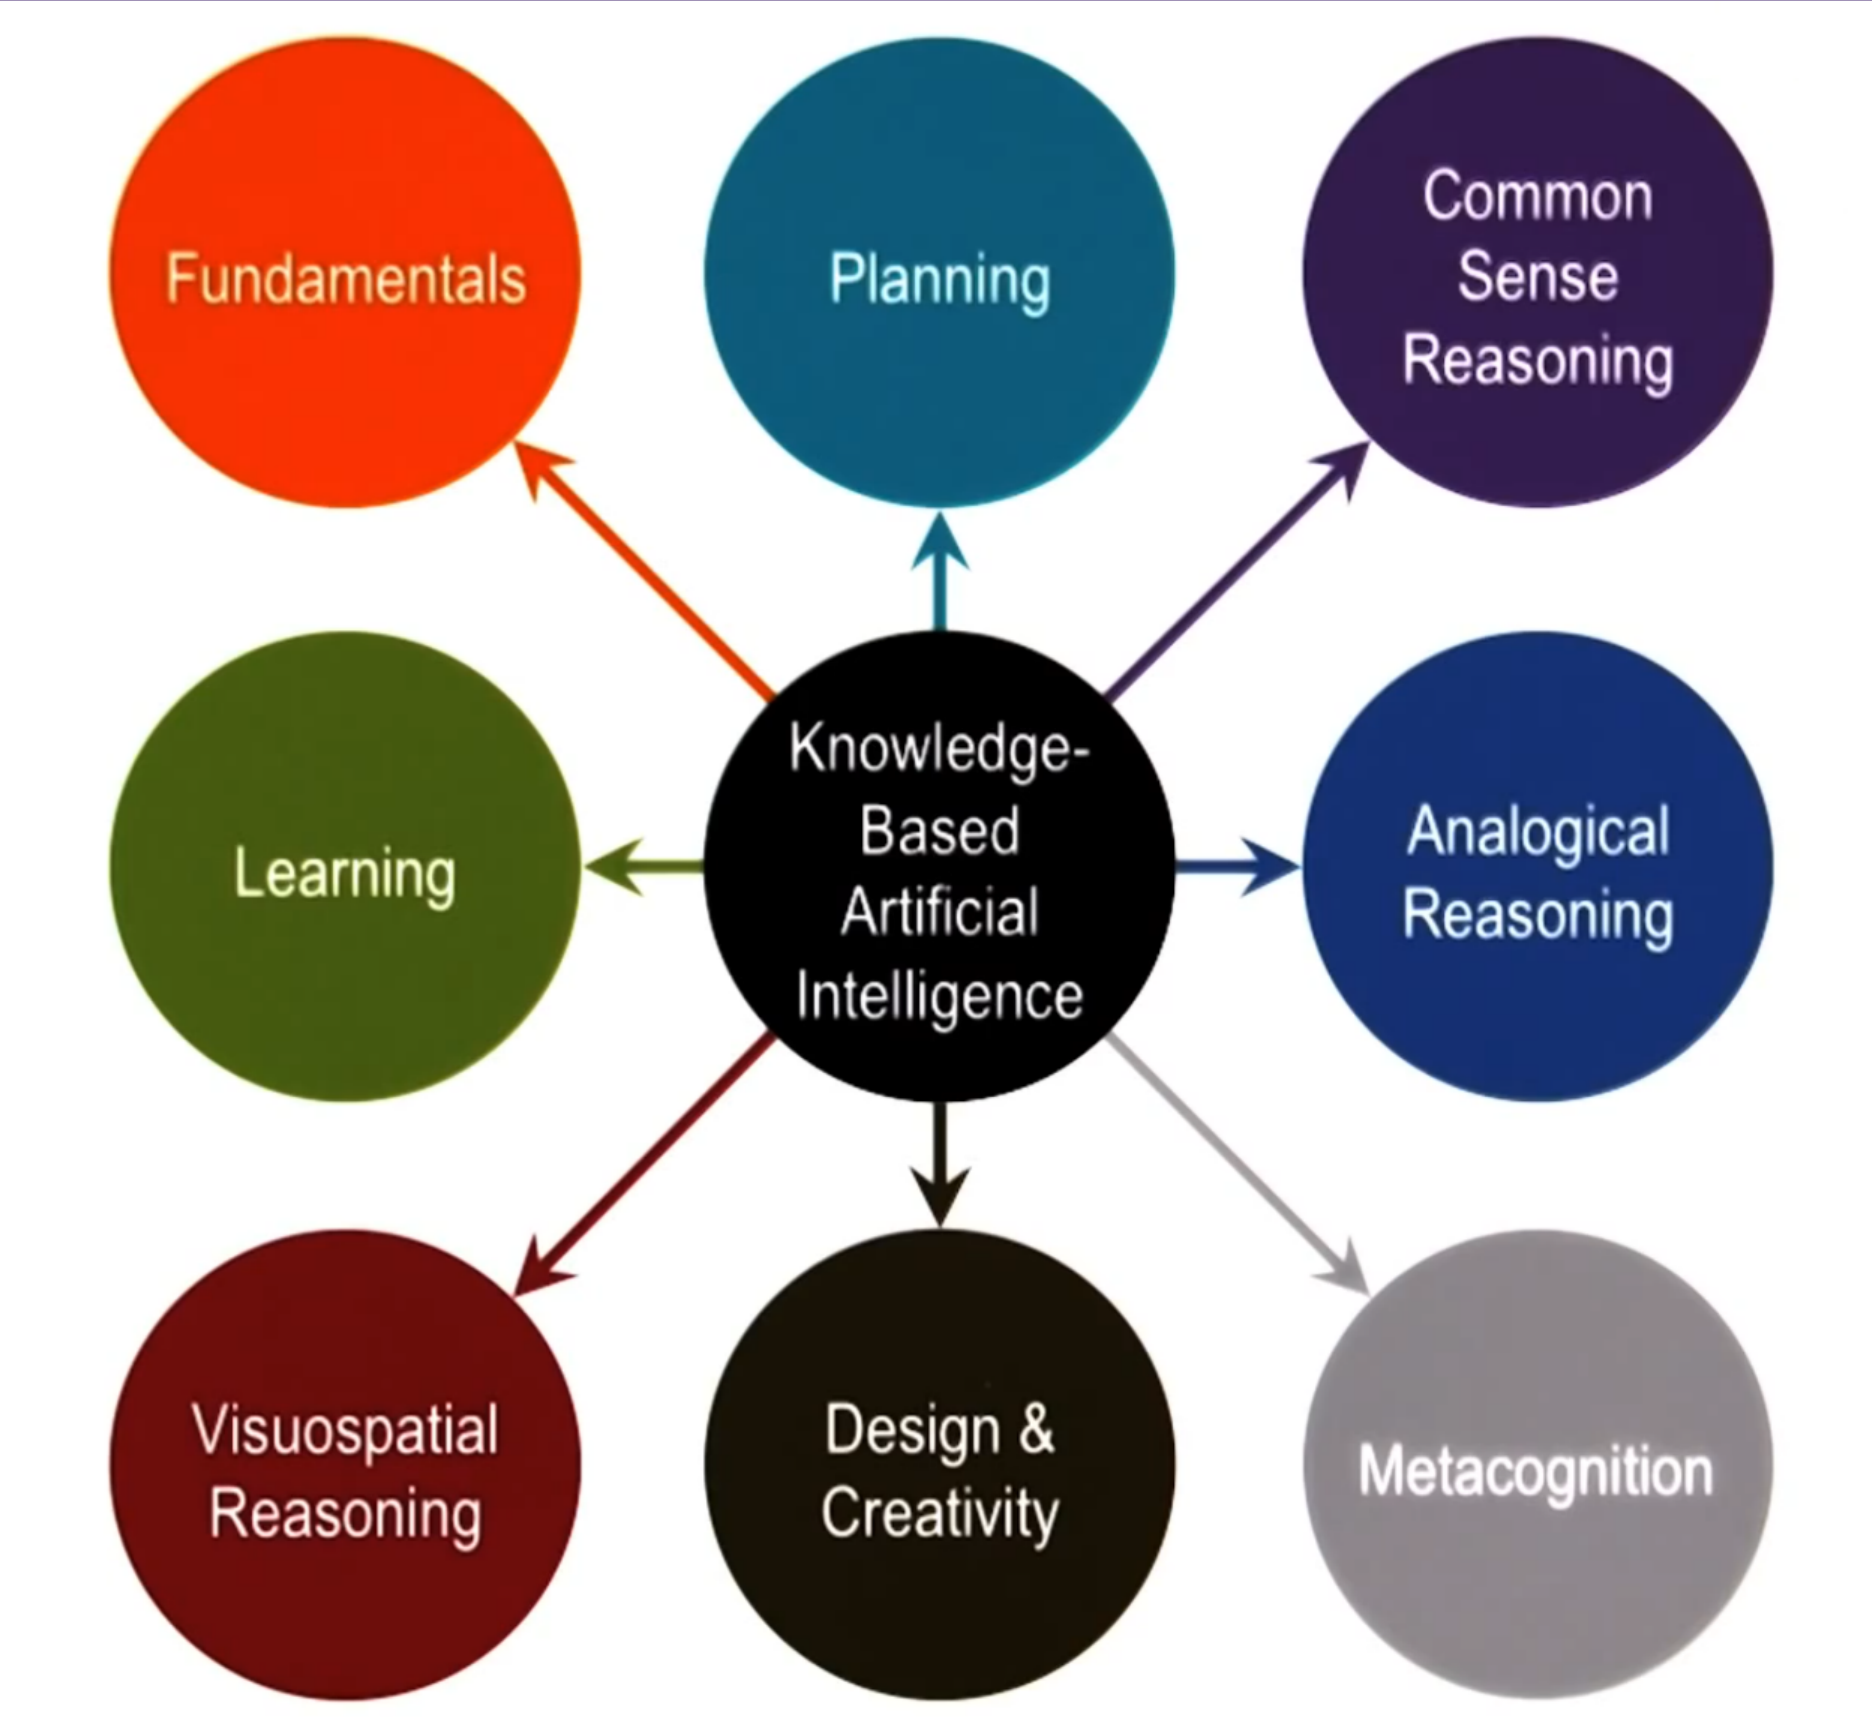 Fundamentals
Planning
Common
Sense
Reasoning
Learning
Knowledge-
Based
Artificial
Intelligence
Analogical
Reasoning
Visuospatial
Reasoning
Design &
Creativity
Metacognition